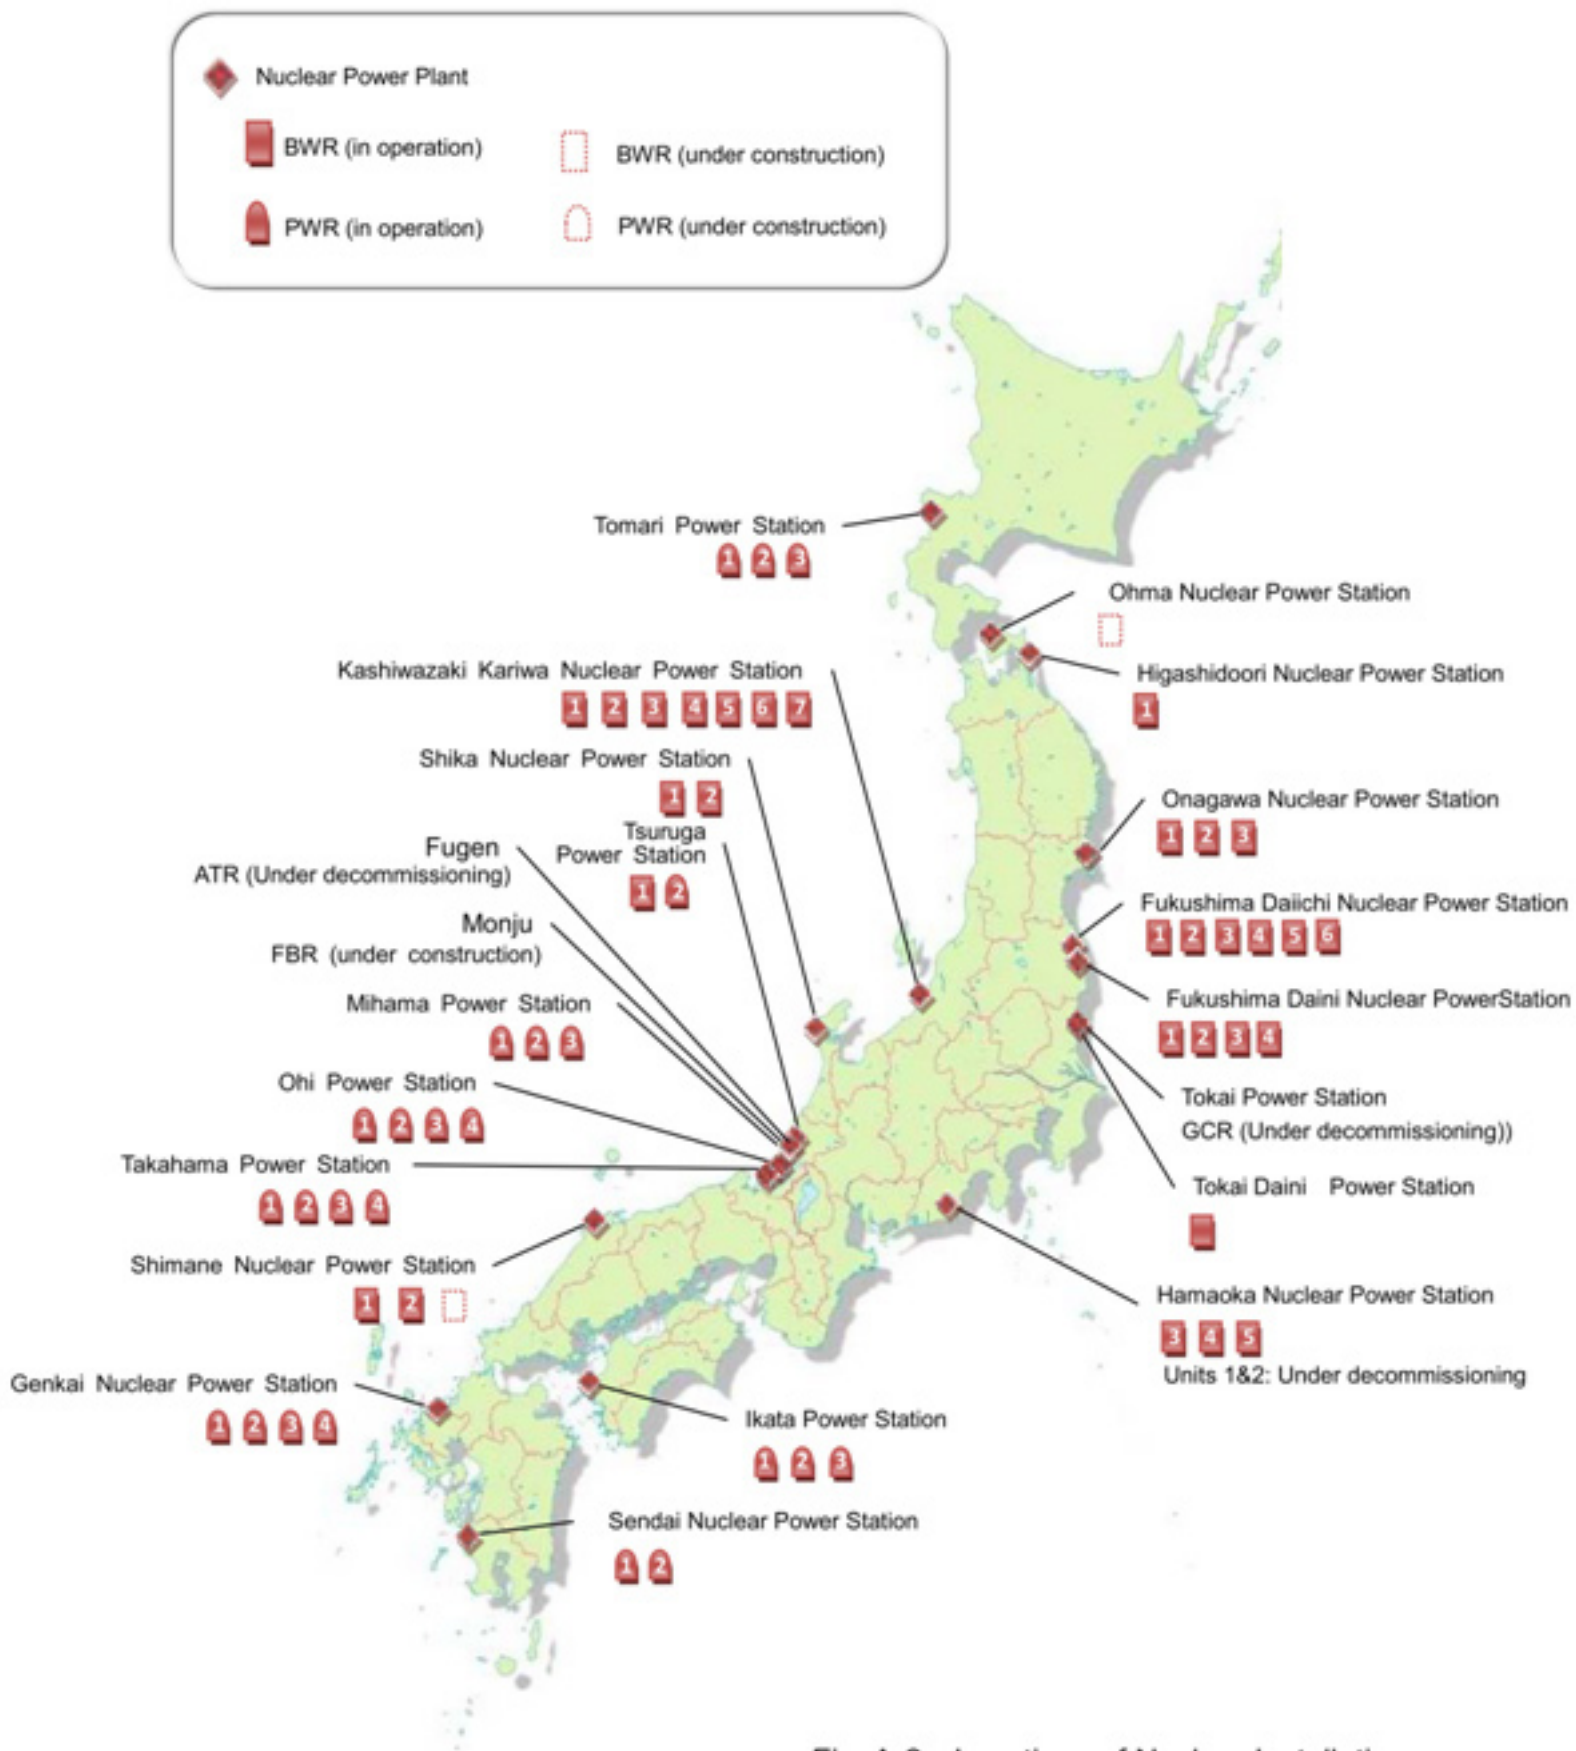 Nuclear Power Plant
BWR (in operation)
BWR (under construction)
PWR (in operation)
PWR (under construction)
Tomari Power Station
1 2 3
Ohma Nuclear Power Station
Kashiwazaki Kariwa Nuclear Power Station
1 2 3 4 5 6 7
Higashidoori Nuclear Power Station
1
Shika Nuclear Power Station
1 2
Onagawa Nuclear Power Station
1 2 3
Tsuruga
Power Station
1 2
Fugen
ATR (Under decommissioning)
Fukushima Daiichi Nuclear Power Station
1 2 3 4 5 6
Monju
FBR (under construction)
Mihama Power Station
1 2 3
Fukushima Daini Nuclear PowerStation
1 2 3 4
Ohi Power Station
1 2 3 4
Tokai Power Station
GCR (Under decommissioning))
Takahama Power Station
1 2 3 4
Tokai Daini Power Station
Shimane Nuclear Power Station
1 2
Hamaoka Nuclear Power Station
3 4 5
Units 1&2: Under decommissioning
Genkai Nuclear Power Station
1 2 3 4
Ikata Power Station
1 2 3
Sendai Nuclear Power Station
1 2